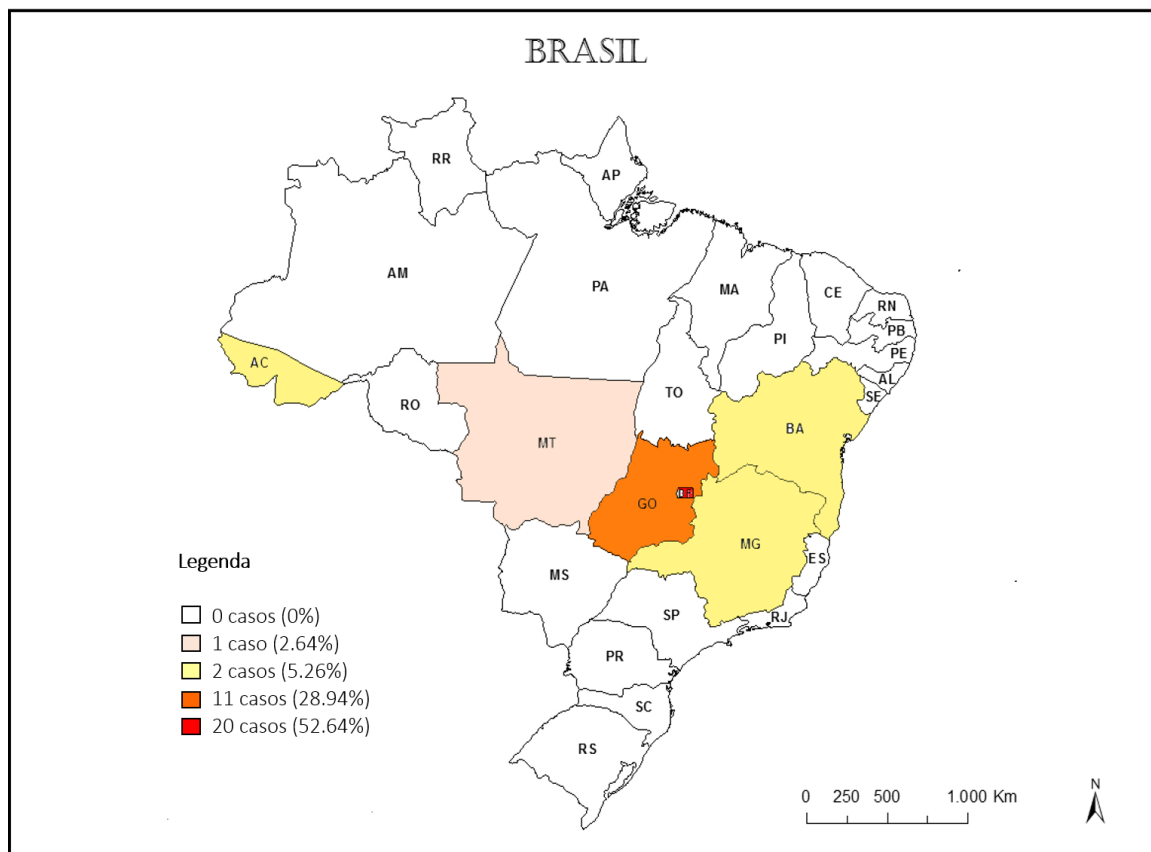 BRASIL
RR
AP
AM
PA
MA
CE
RN
PB
PE
PI
AL
SE
AC
RO
TO
BA
MT
GO
MG
ES
MS
SP
RJ
PR
SC
RS
Legenda
0 casos (0%)
1 caso (2.64%)
2 casos (5.26%)
11 casos (28.94%)
20 casos (52.64%)
0 250 500 1.000 Km
N